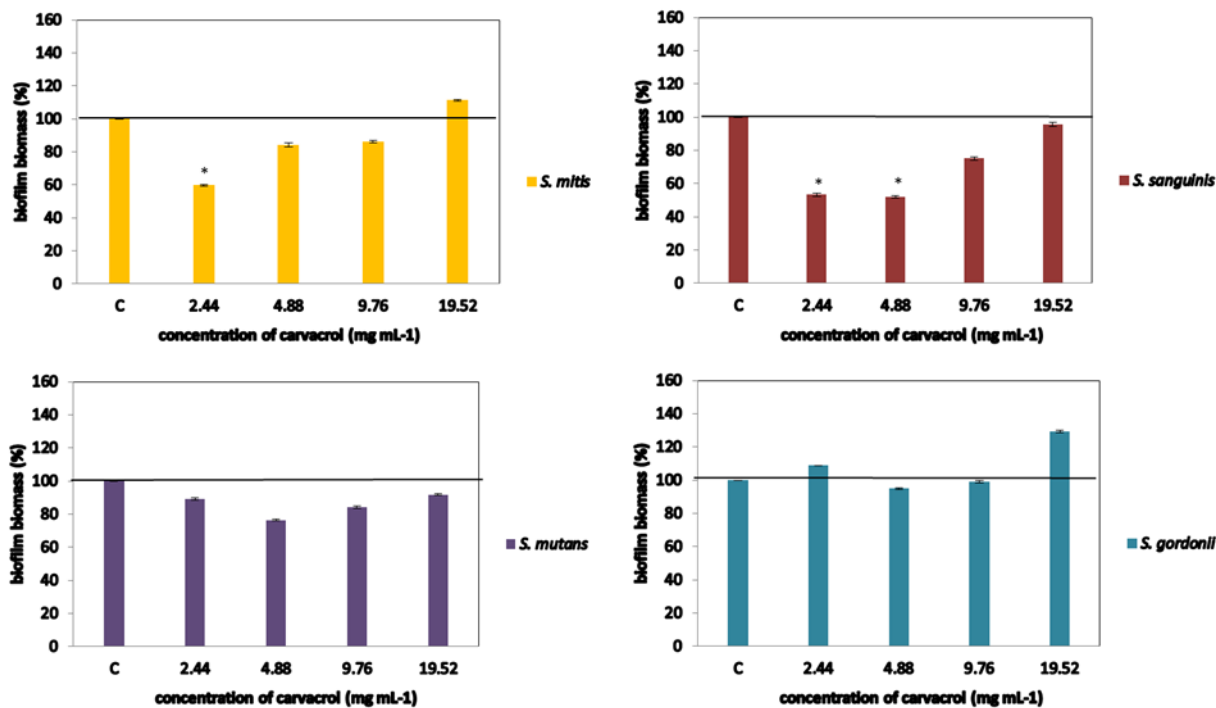 160
140
120
100
80
60
40
20
0
biofilm biomass (%)
*
C 2.44 4.88 9.76 19.52
concentration of carvacrol (mg mL-1)
S. mitis
160
140
120
100
80
60
40
20
0
biofilm biomass (%)
* *
C 2.44 4.88 9.76 19.52
concentration of carvacrol (mg mL-1)
S. sanguinis
160
140
120
100
80
60
40
20
0
biofilm biomass (%)
C 2.44 4.88 9.76 19.52
concentration of carvacrol (mg mL-1)
S. mutans
160
140
120
100
80
60
40
20
0
biofilm biomass (%)
C 2.44 4.88 9.76 19.52
concentration of carvacrol (mg mL-1)
S. gordonii